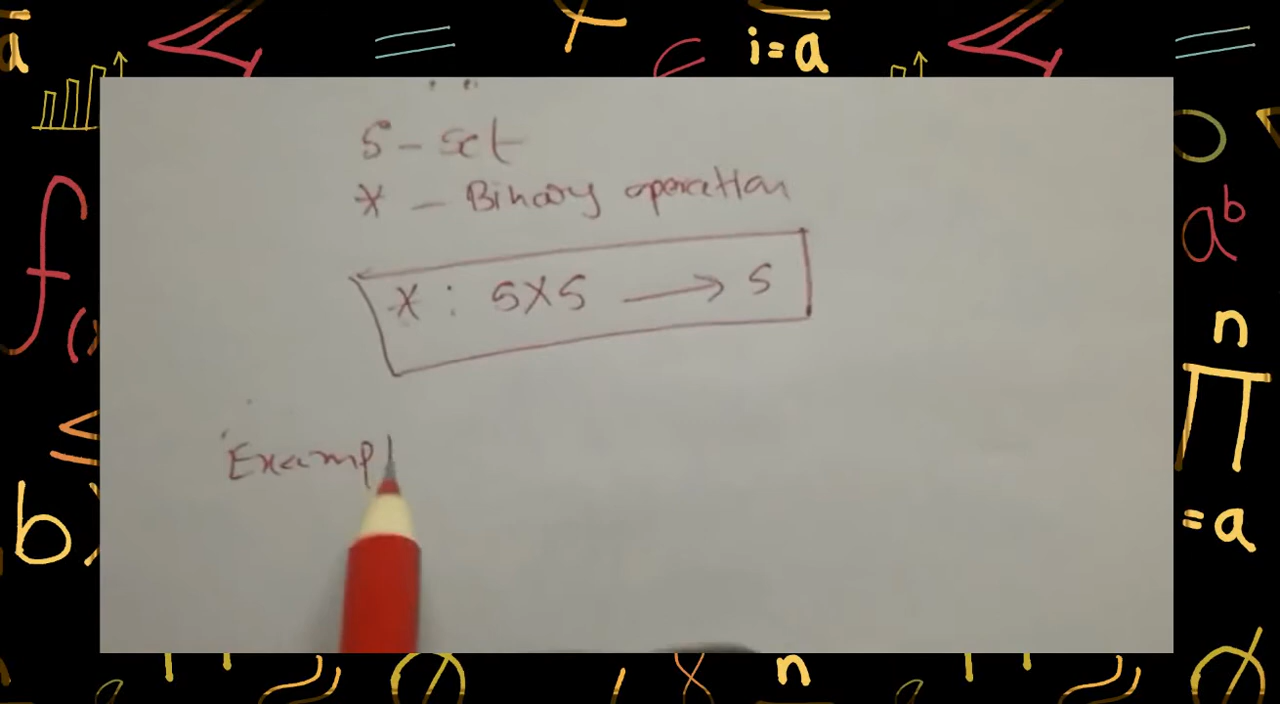 S - set
* - Binary operation
* : S X S → S
Exampl
a
i=a
f(x
≤
b)
a^b
n
∏
=a
n